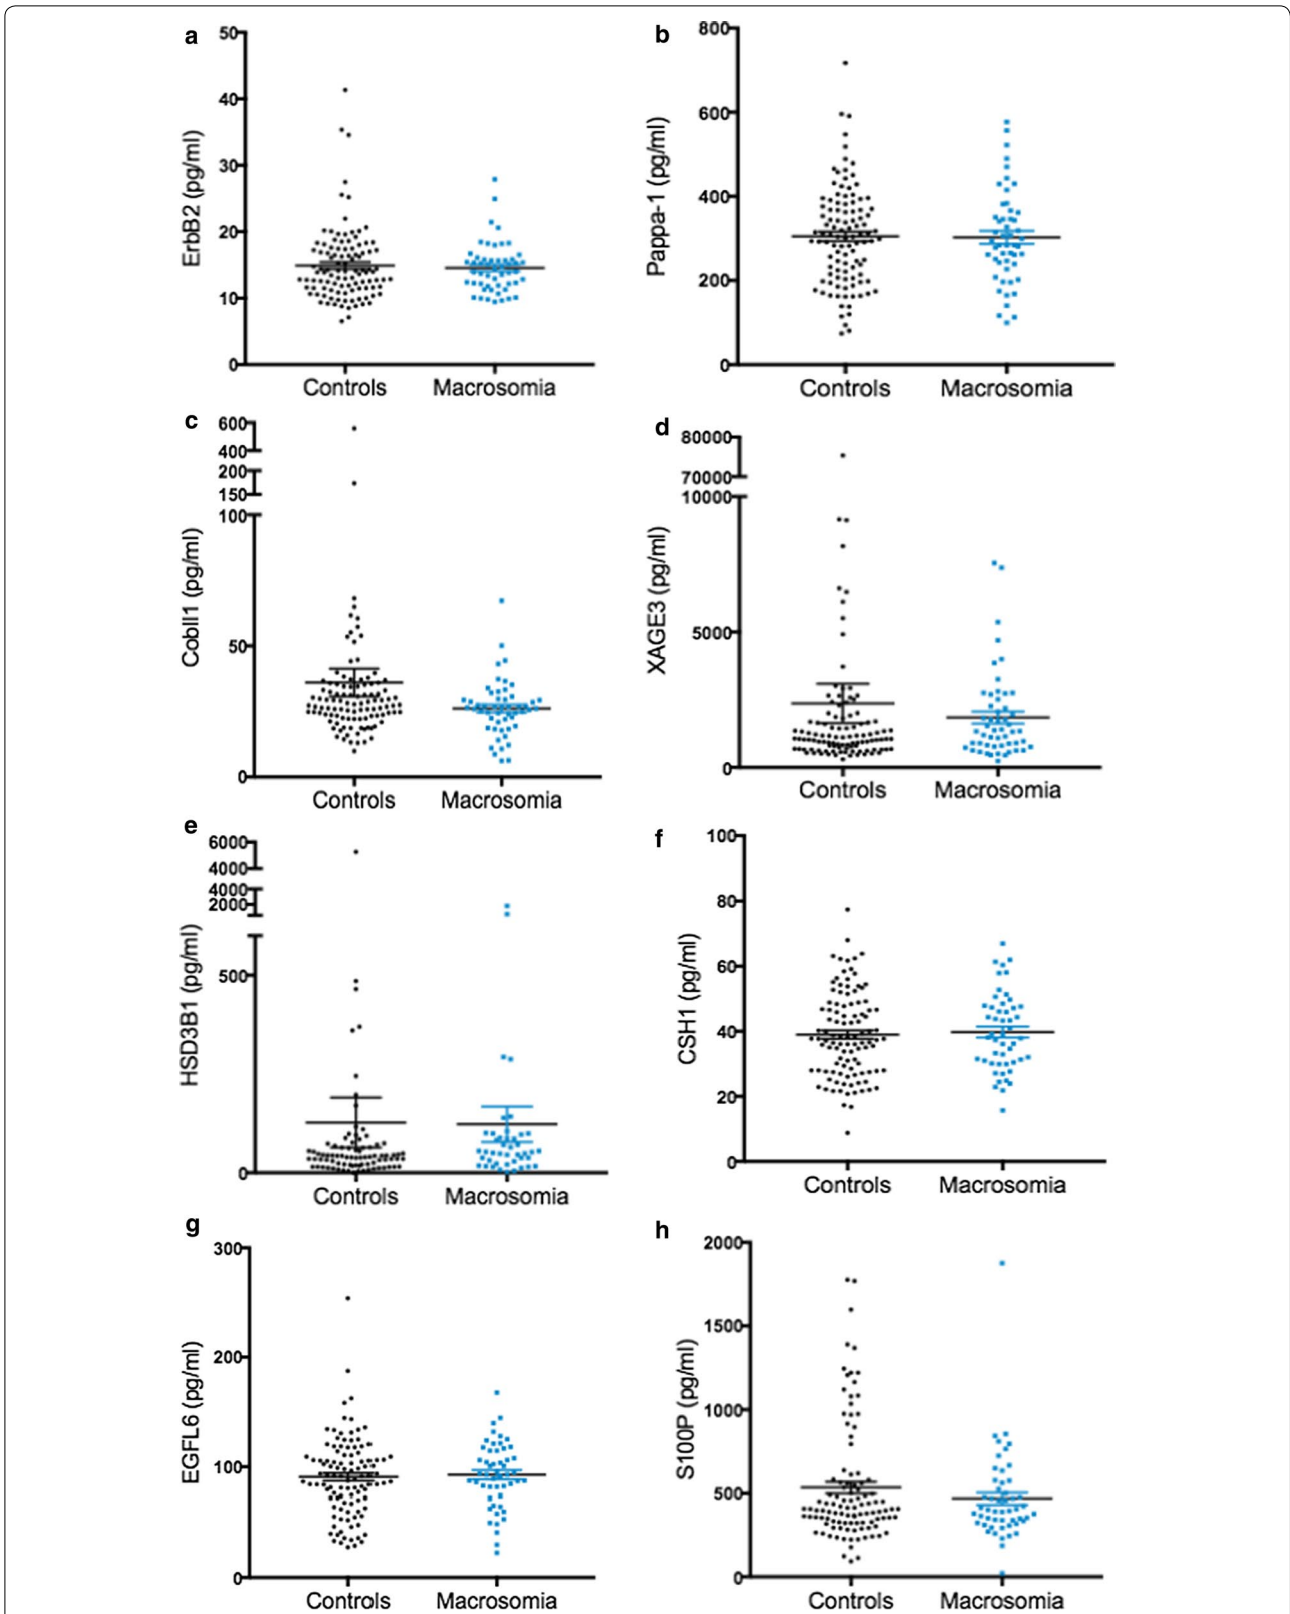 a
50
40
30
20
10
0
ErbB2 (pg/ml)
Controls
Macrosomia
b
800
600
400
200
0
Pappa-1 (pg/ml)
Controls
Macrosomia
c
600
400
200
150
100
50
0
Cobll1 (pg/ml)
Controls
Macrosomia
d
80000
70000
10000
5000
0
XAGE3 (pg/ml)
Controls
Macrosomia
e
6000
4000
4000
2000
500
0
HSD3B1 (pg/ml)
Controls
Macrosomia
f
100
80
60
40
20
0
CSH1 (pg/ml)
Controls
Macrosomia
g
300
200
100
0
EGFL6 (pg/ml)
Controls
Macrosomia
h
2000
1500
1000
500
0
S100P (pg/ml)
Controls
Macrosomia